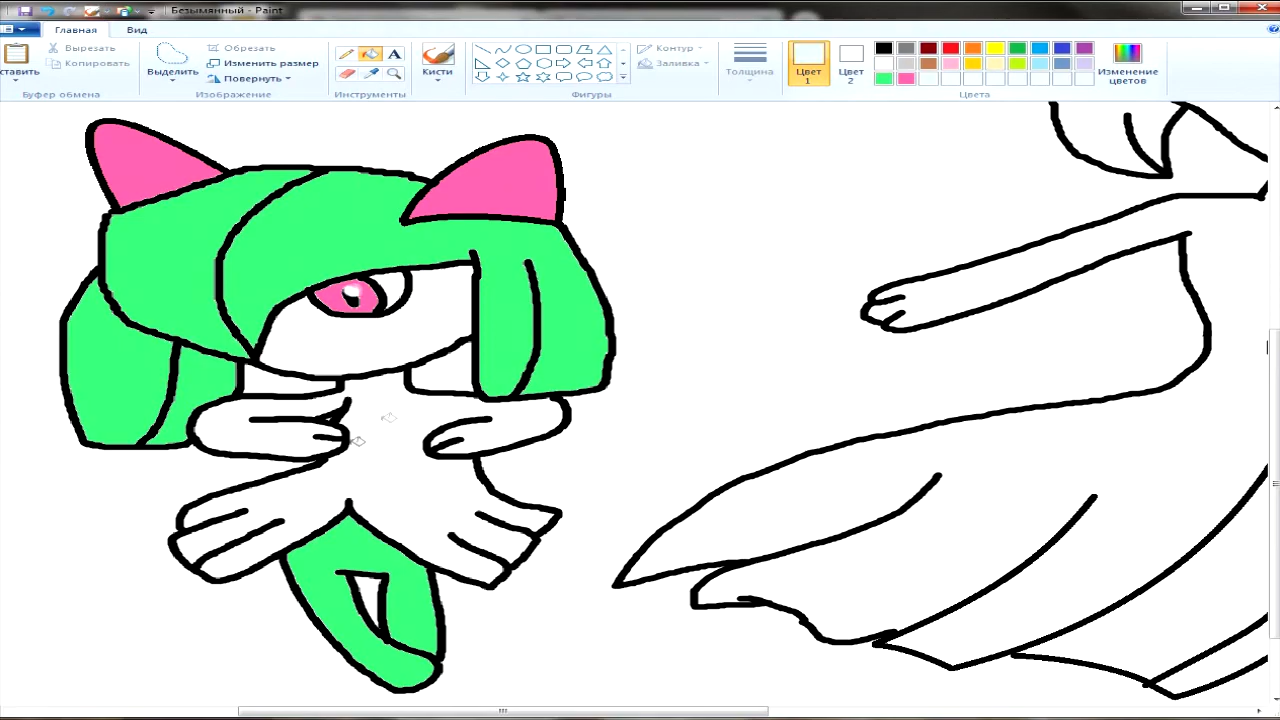 Безымянный - Paint
Главная
Вид
ставить
Вырезать
Копировать
Буфер обмена
Выделить
Обрезать
Изменить размер
Повернуть
Изображение
A
Инструменты
Кисти
Фигуры
Контур
Заливка
Толщина
Цвет
1
Цвет
2
Изменение
цветов
Цвета